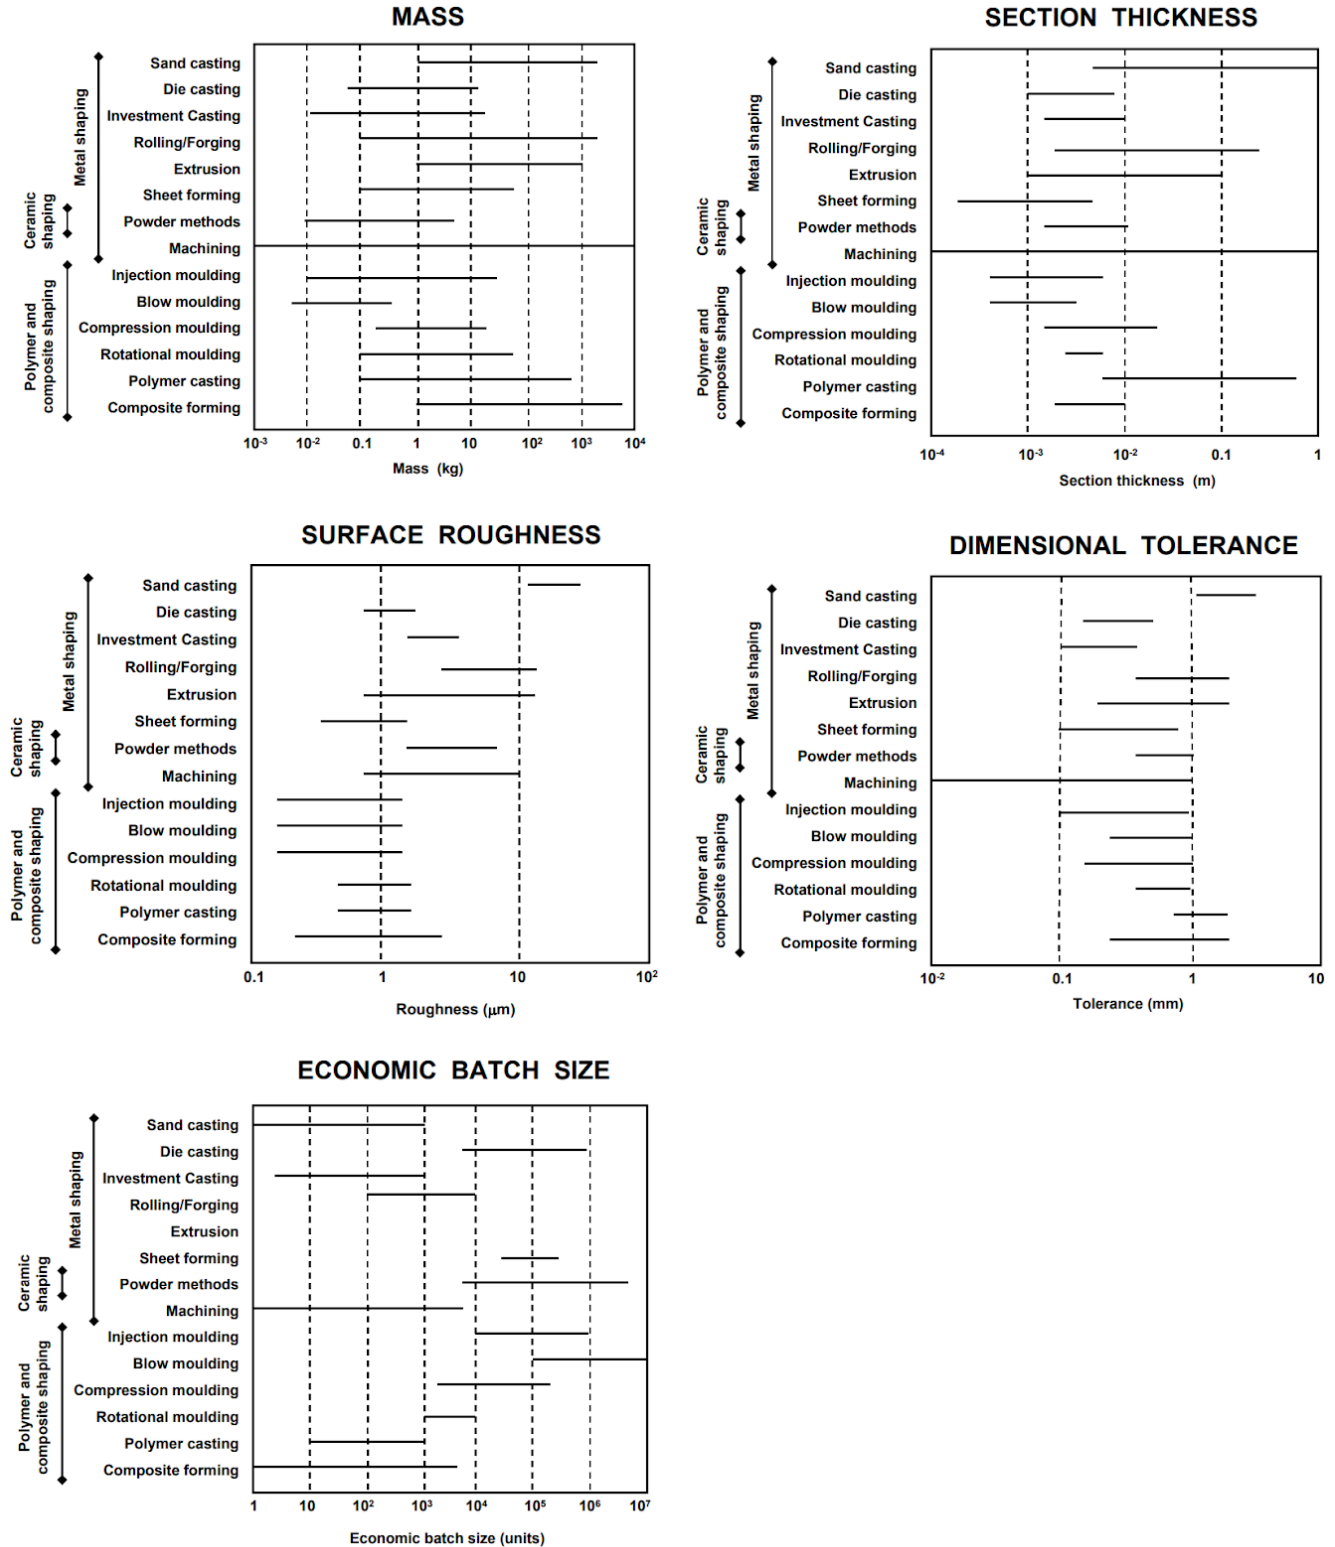 MASS
Metal shaping
Ceramic
shaping
Polymer and
composite shaping
Sand casting
Die casting
Investment Casting
Rolling/Forging
Extrusion
Sheet forming
Powder methods
Machining
Injection moulding
Blow moulding
Compression moulding
Rotational moulding
Polymer casting
Composite forming
10-3 10-2 0.1 1 10 10² 10³ 10⁴
Mass (kg)
SECTION THICKNESS
Metal shaping
Ceramic
shaping
Polymer and
composite shaping
Sand casting
Die casting
Investment Casting
Rolling/Forging
Extrusion
Sheet forming
Powder methods
Machining
Injection moulding
Blow moulding
Compression moulding
Rotational moulding
Polymer casting
Composite forming
10-4 10-3 10-2 0.1 1
Section thickness (m)
SURFACE ROUGHNESS
Metal shaping
Ceramic
shaping
Polymer and
composite shaping
Sand casting
Die casting
Investment Casting
Rolling/Forging
Extrusion
Sheet forming
Powder methods
Machining
Injection moulding
Blow moulding
Compression moulding
Rotational moulding
Polymer casting
Composite forming
0.1 1 10 10²
Roughness (μm)
DIMENSIONAL TOLERANCE
Metal shaping
Ceramic
shaping
Polymer and
composite shaping
Sand casting
Die casting
Investment Casting
Rolling/Forging
Extrusion
Sheet forming
Powder methods
Machining
Injection moulding
Blow moulding
Compression moulding
Rotational moulding
Polymer casting
Composite forming
10-2 0.1 1 10
Tolerance (mm)
ECONOMIC BATCH SIZE
Metal shaping
Ceramic
shaping
Polymer and
composite shaping
Sand casting
Die casting
Investment Casting
Rolling/Forging
Extrusion
Sheet forming
Powder methods
Machining
Injection moulding
Blow moulding
Compression moulding
Rotational moulding
Polymer casting
Composite forming
1 10 10² 10³ 10⁴ 10⁵ 10⁶ 10⁷
Economic batch size (units)